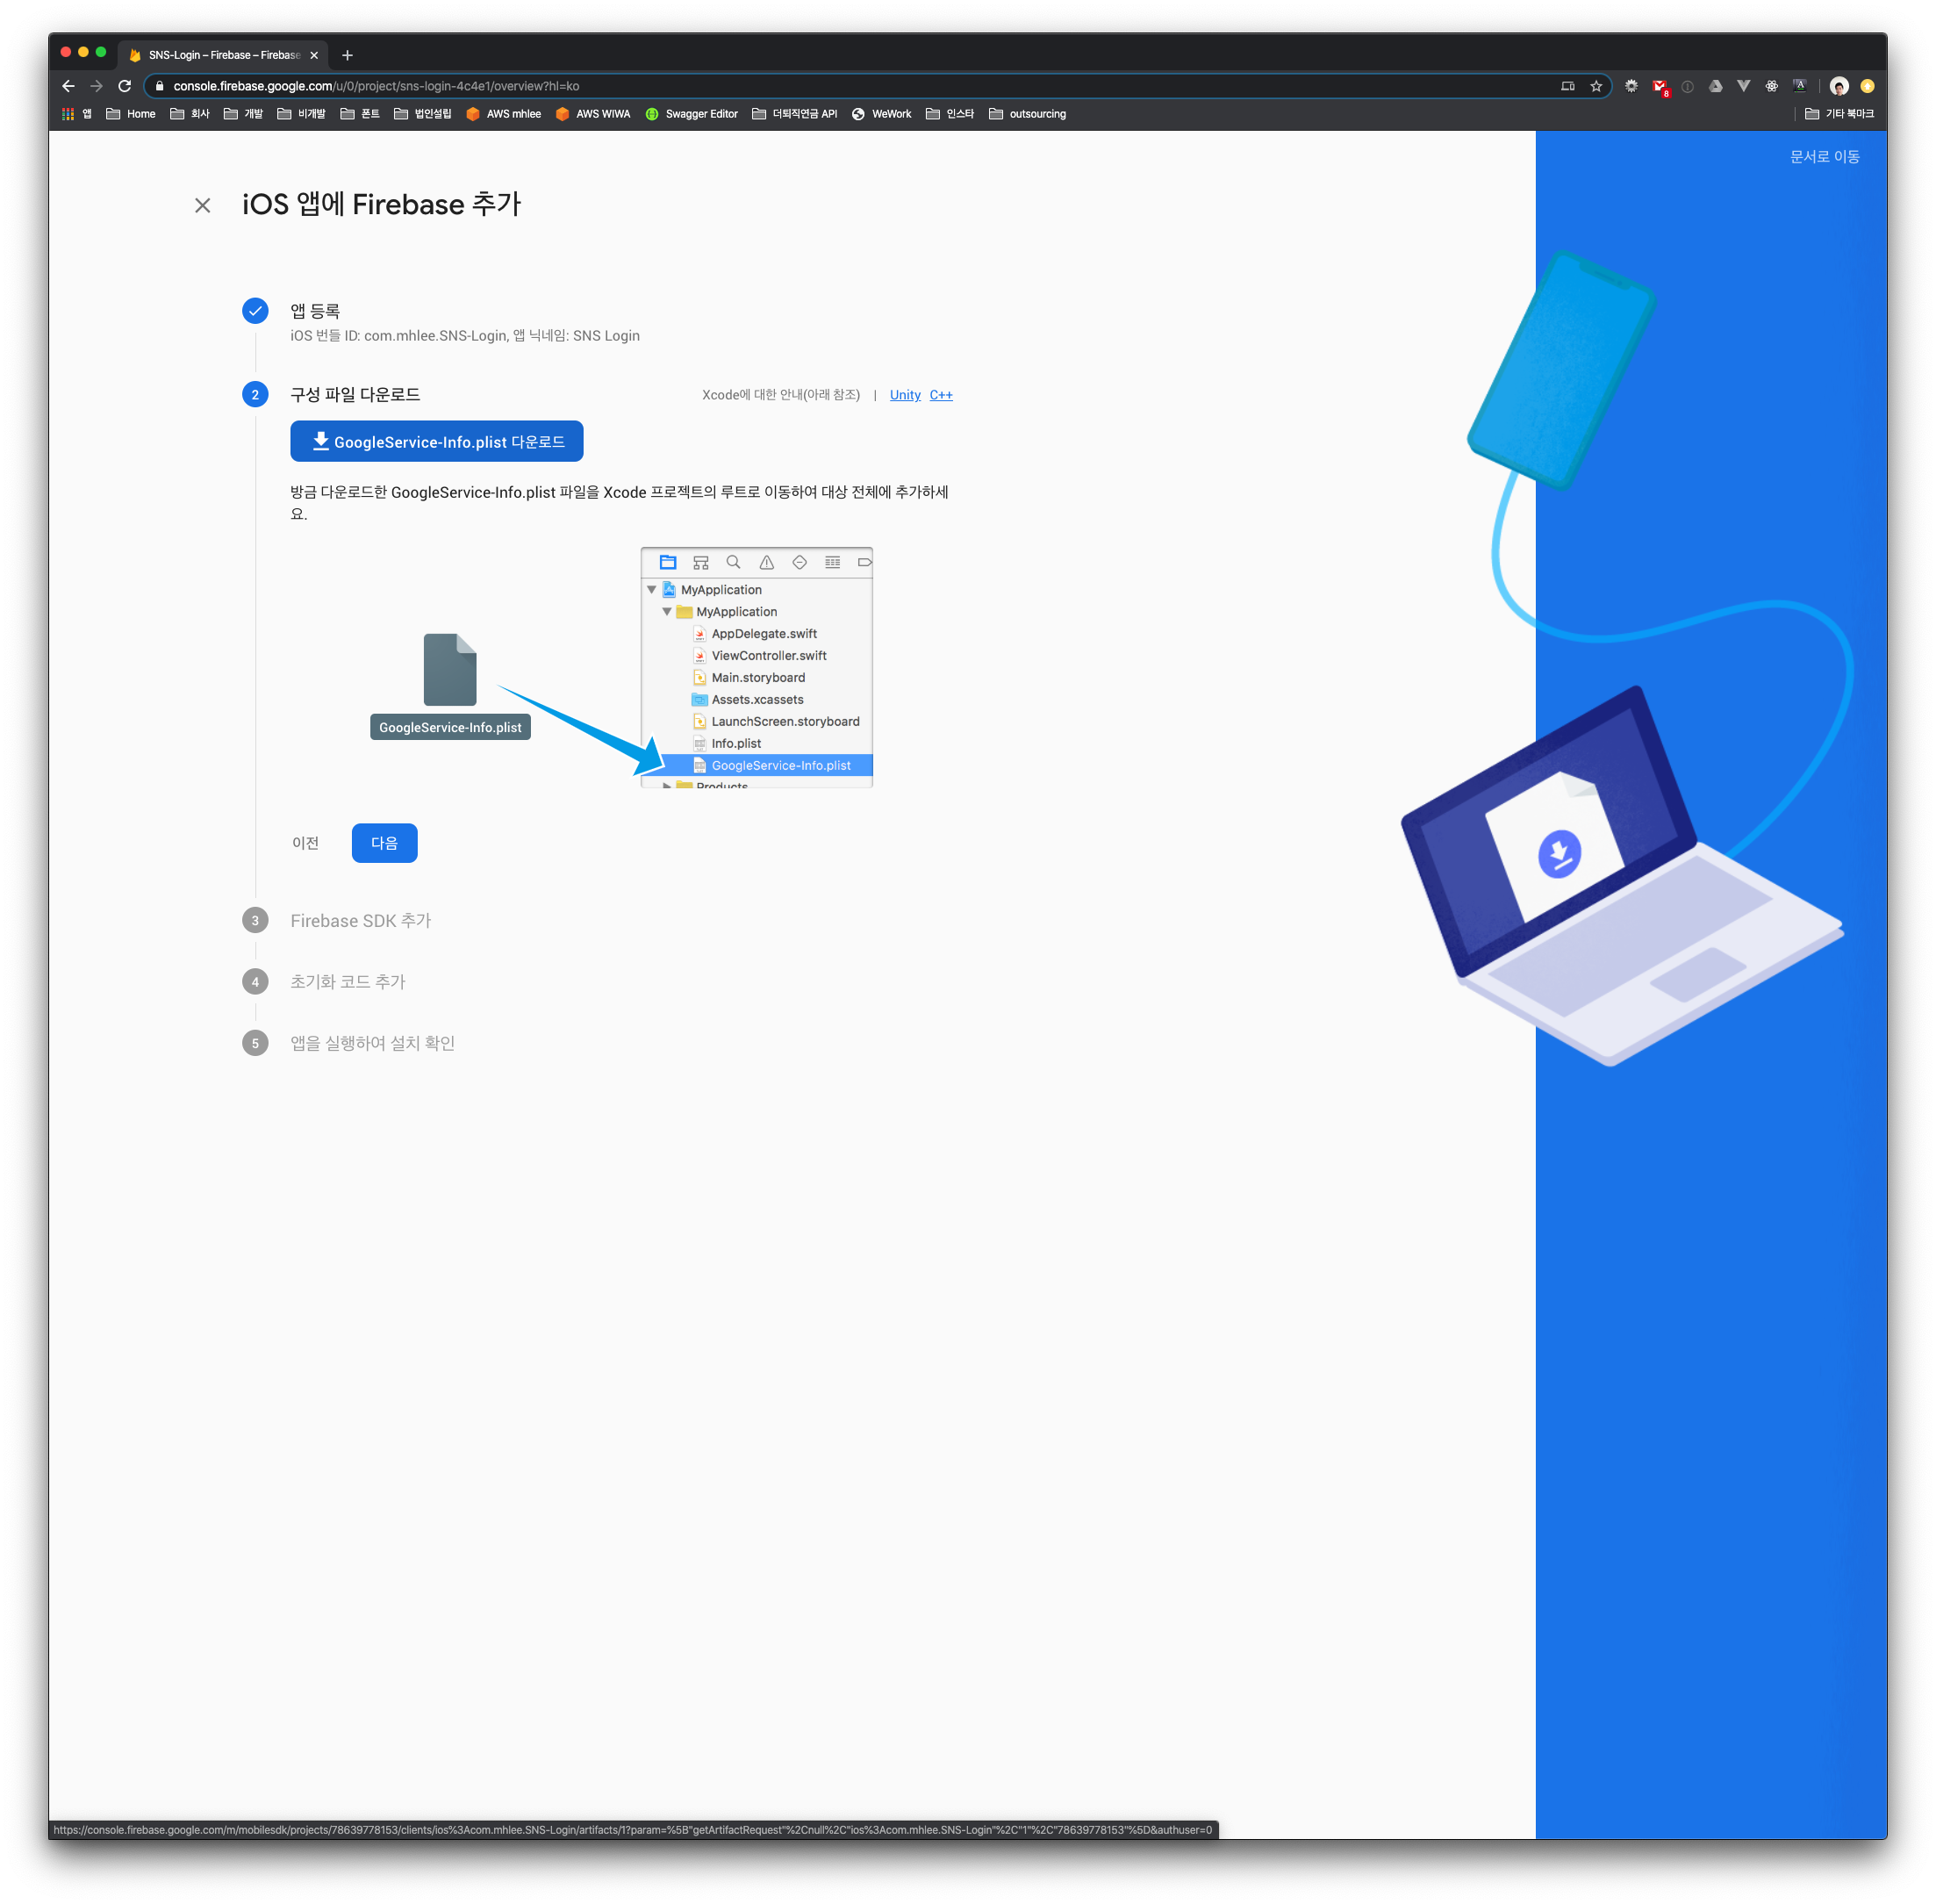 SNS-Login – Firebase – Firebase
console.firebase.google.com/u/0/project/sns-login-4c4e1/overview?hl=ko
8
앱 Home 회사 개발 비개발 폰트 법인설립 AWS mhlee AWS WIWA Swagger Editor 더퇴직연금 API WeWork 인스타 outsourcing 기타 북마크
문서로 이동
iOS 앱에 Firebase 추가
앱 등록
iOS 번들 ID: com.mhlee.SNS-Login, 앱 닉네임: SNS Login
2 구성 파일 다운로드 Xcode에 대한 안내(아래 참조) | Unity C++
GoogleService-Info.plist 다운로드
방금 다운로드한 GoogleService-Info.plist 파일을 Xcode 프로젝트의 루트로 이동하여 대상 전체에 추가하세
요.
MyApplication
MyApplication
AppDelegate.swift
ViewController.swift
Main.storyboard
Assets.xcassets
LaunchScreen.storyboard
GoogleService-Info.plist
Info.plist
GoogleService-Info.plist
Products
이전 다음
3 Firebase SDK 추가
4 초기화 코드 추가
5 앱을 실행하여 설치 확인
https://console.firebase.google.com/m/mobilesdk/projects/78639778153/clients/ios%3Acom.mhlee.SNS-Login/artifacts/1?param=%5B"getArtifactRequest"%2Cnull%2C"ios%3Acom.mhlee.SNS-Login"%2C"1"%2C"78639778153"%5D&authuser=0